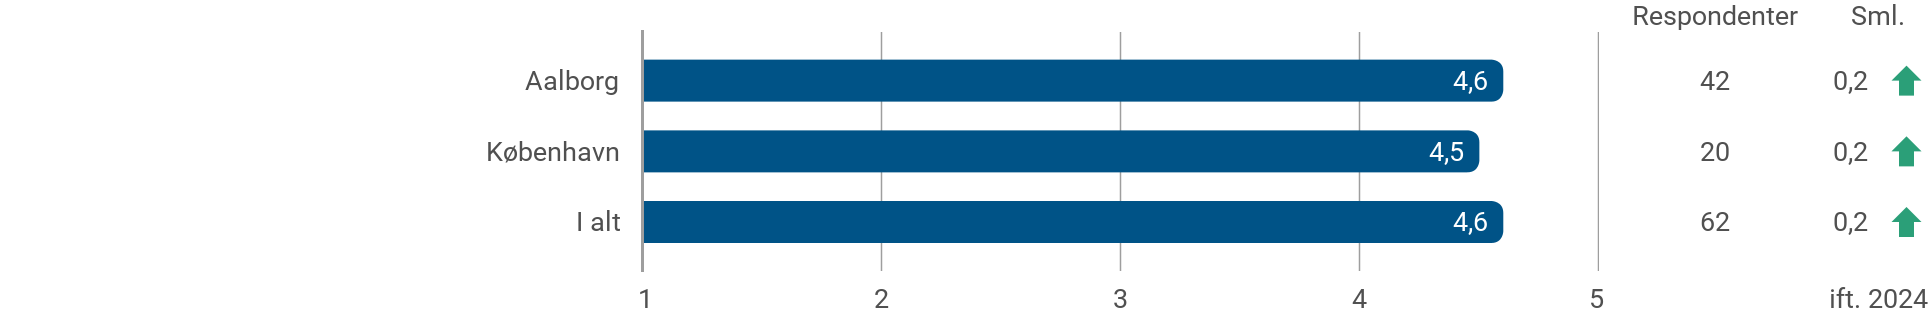 Respondenter Sml.
Aalborg 4,6 42 0,2
København 4,5 20 0,2
I alt 4,6 62 0,2
1 2 3 4 5 ift. 2024